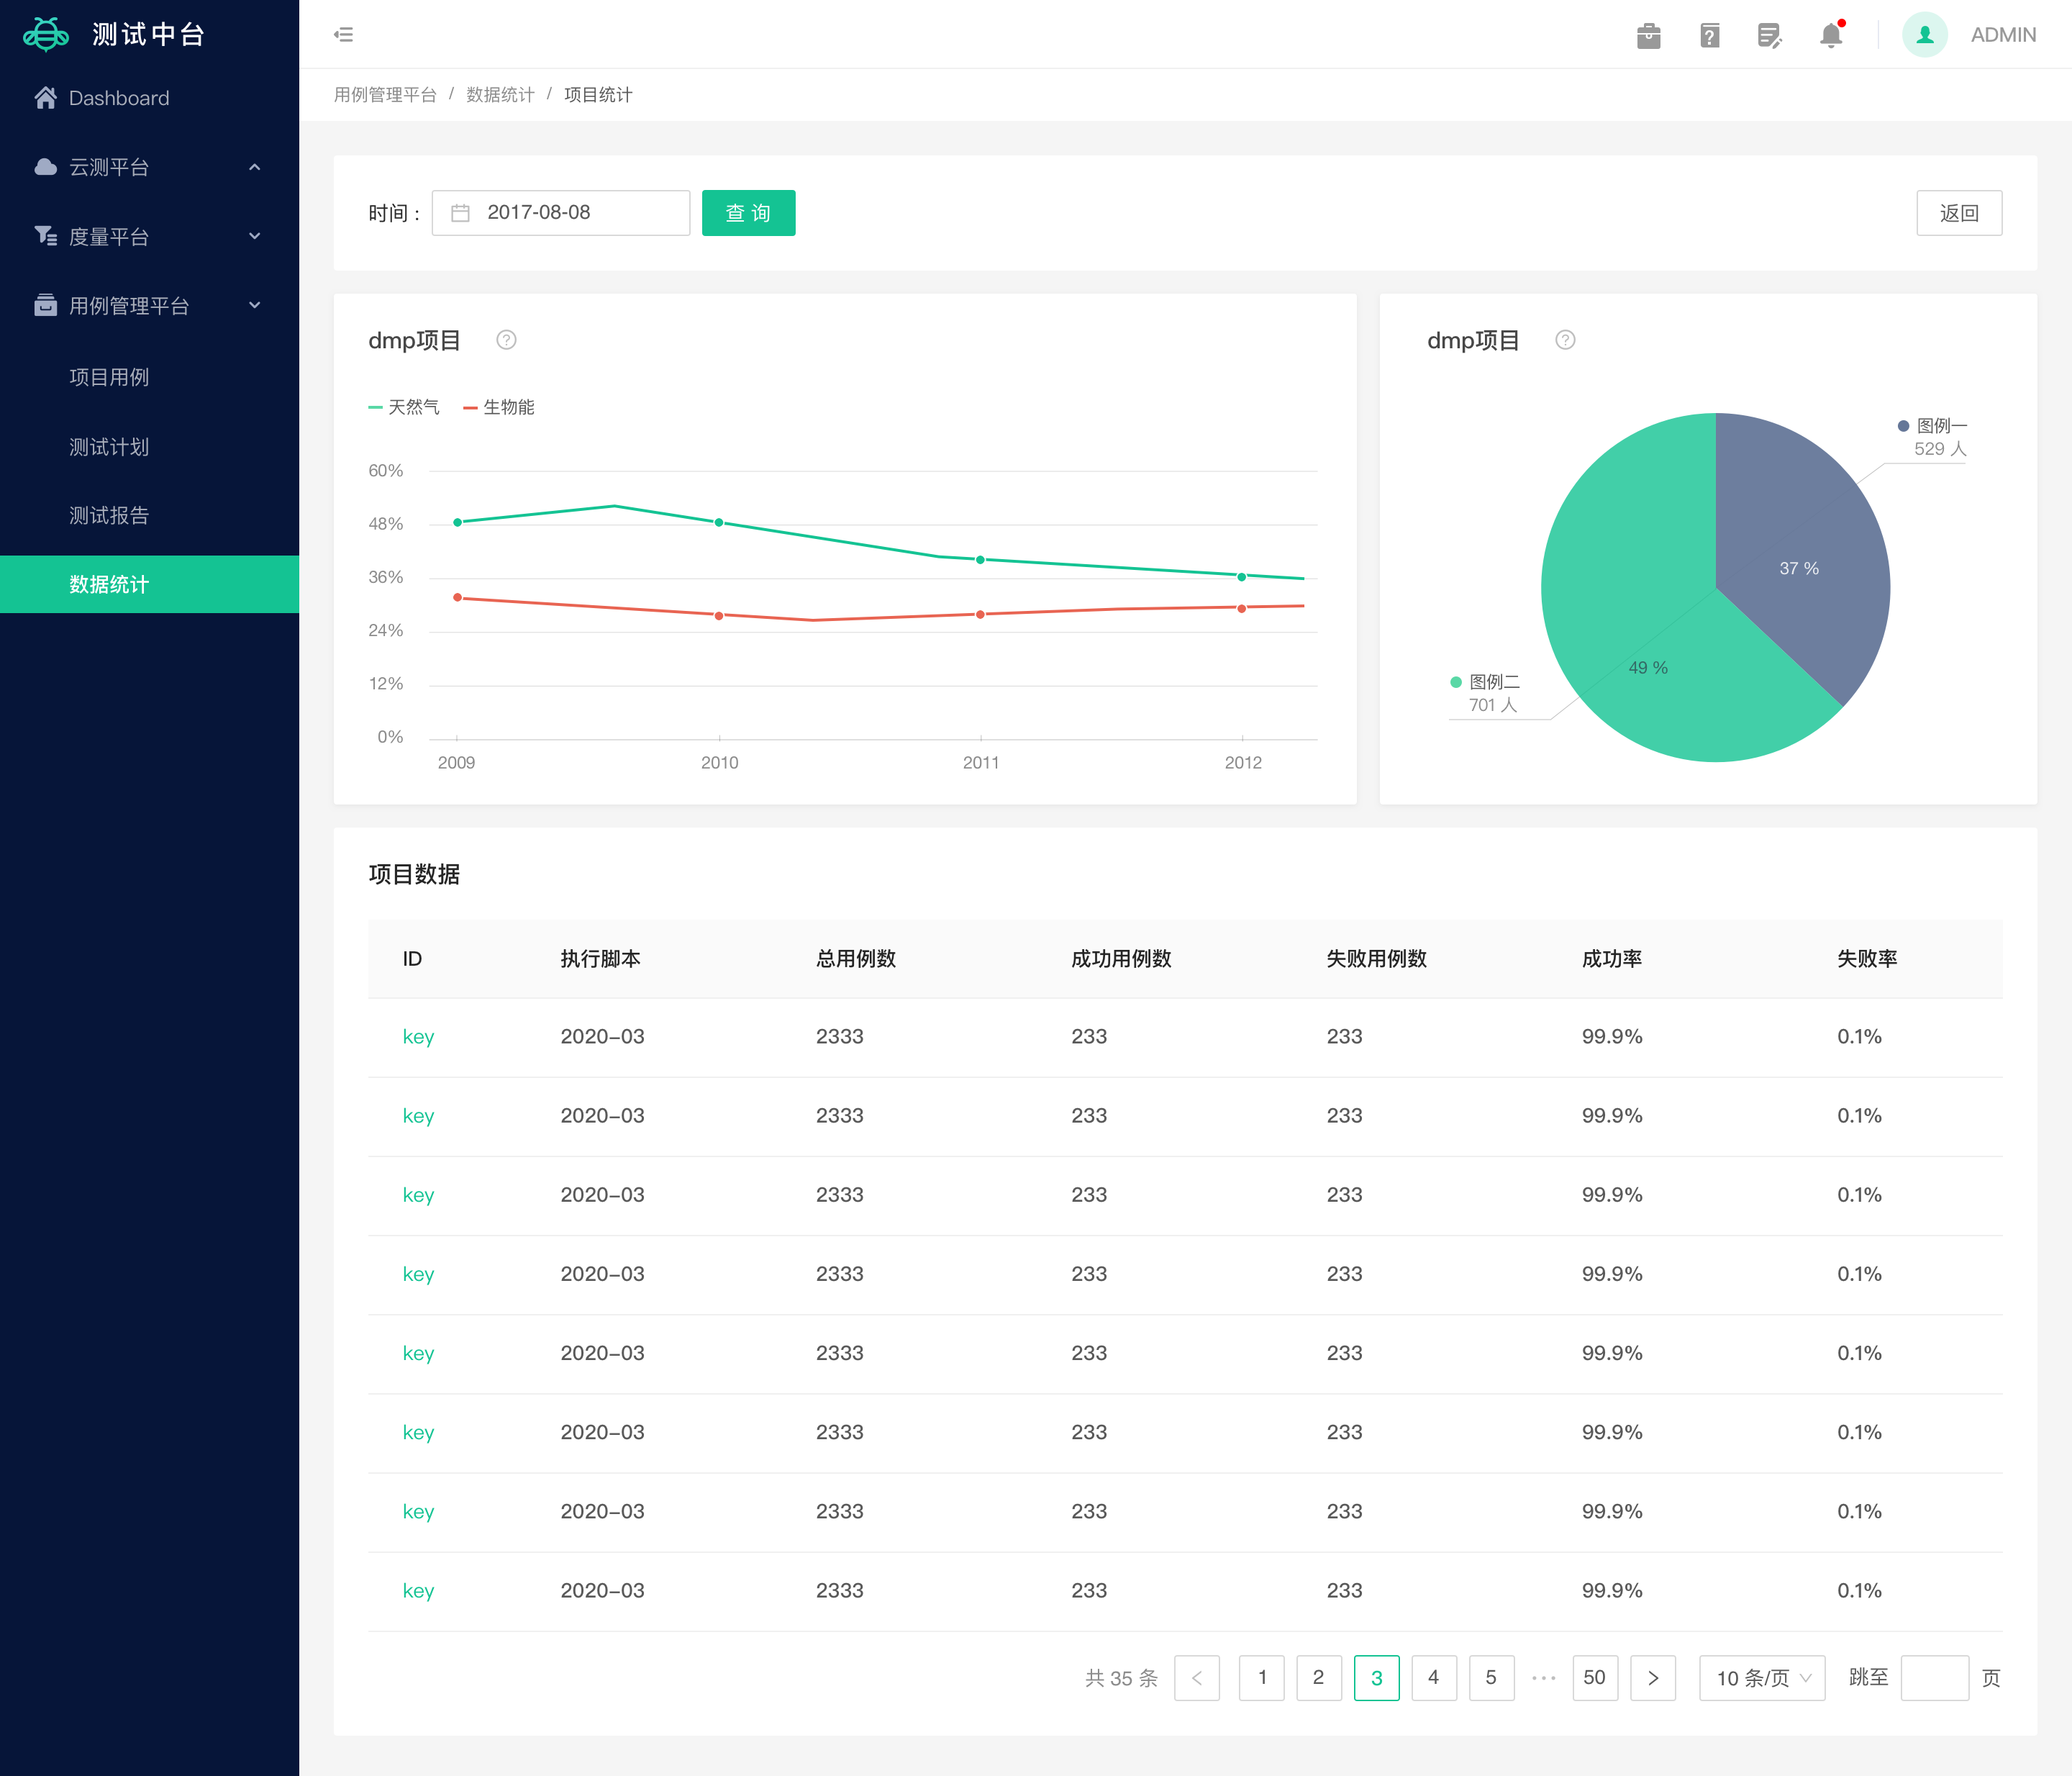 测试中台
ADMIN
Dashboard
云测平台
度量平台
用例管理平台
项目用例
测试计划
测试报告
数据统计
用例管理平台 / 数据统计 / 项目统计
时间 : 2017-08-08 查 询 返回
dmp项目
天然气 生物能
60%
48%
36%
24%
12%
0%
2009 2010 2011 2012
dmp项目
图例一
529 人
37 %
49 %
图例二
701 人
项目数据
ID 执行脚本 总用例数 成功用例数 失败用例数 成功率 失败率
key 2020-03 2333 233 233 99.9% 0.1%
key 2020-03 2333 233 233 99.9% 0.1%
key 2020-03 2333 233 233 99.9% 0.1%
key 2020-03 2333 233 233 99.9% 0.1%
key 2020-03 2333 233 233 99.9% 0.1%
key 2020-03 2333 233 233 99.9% 0.1%
key 2020-03 2333 233 233 99.9% 0.1%
key 2020-03 2333 233 233 99.9% 0.1%
共 35 条 < 1 2 3 4 5 ··· 50 > 10 条/页 跳至 页